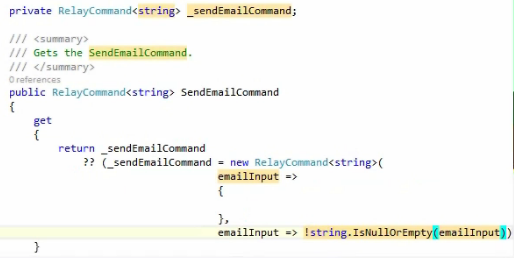 private RelayCommand<string> _sendEmailCommand;
/// <summary>
/// Gets the SendEmailCommand.
/// </summary>
0 references
public RelayCommand<string> SendEmailCommand
{
get
{
return _sendEmailCommand
?? (_sendEmailCommand = new RelayCommand<string>(
emailInput =>
{
},
emailInput => !string.IsNullOrEmpty(emailInput))
}